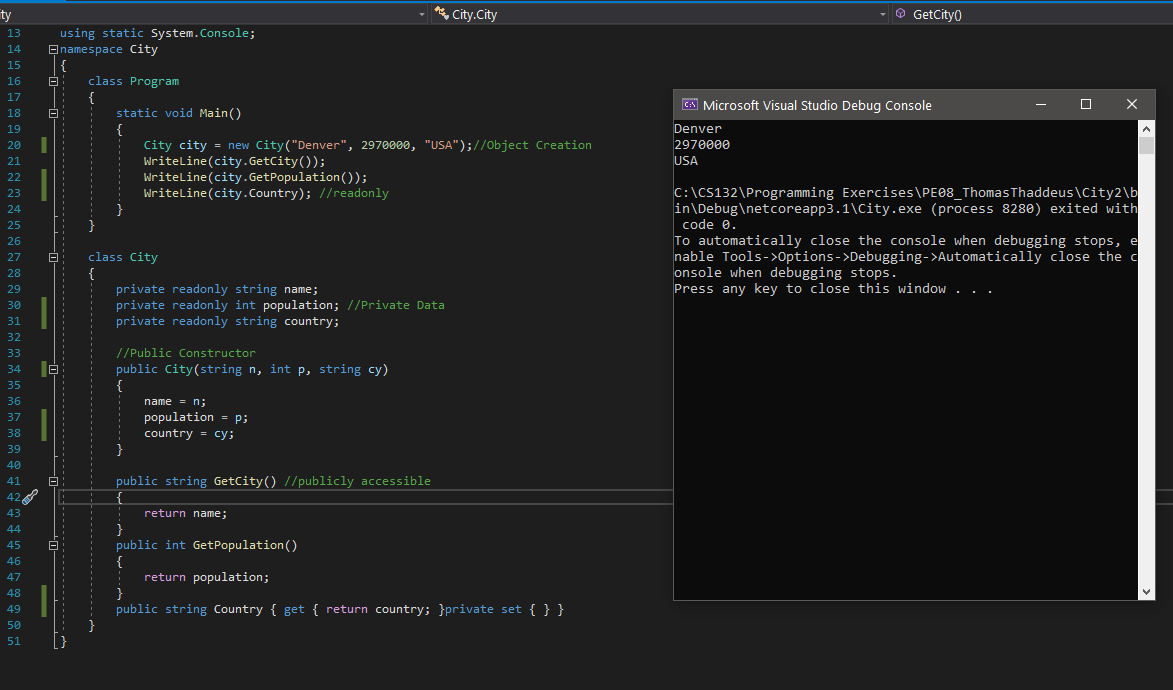 ity City.City GetCity()
13 using static System.Console;
14 namespace City
15 {
16 class Program
17 {
18 static void Main()
19 {
20 City city = new City("Denver", 2970000, "USA");//Object Creation
21 WriteLine(city.GetCity());
22 WriteLine(city.GetPopulation());
23 WriteLine(city.Country); //readonly
24 }
25 }
26
27 class City
28 {
29 private readonly string name;
30 private readonly int population; //Private Data
31 private readonly string country;
32
33 //Public Constructor
34 public City(string n, int p, string cy)
35 {
36 name = n;
37 population = p;
38 country = cy;
39 }
40
41 public string GetCity() //publicly accessible
42 {
43 return name;
44 }
45 public int GetPopulation()
46 {
47 return population;
48 }
49 public string Country { get { return country; }private set { } }
50 }
51 }
C:\ Microsoft Visual Studio Debug Console
Denver
2970000
USA
C:\CS132\Programming Exercises\PE08_ThomasThaddeus\City2\b
in\Debug\netcoreapp3.1\City.exe (process 8280) exited with
code 0.
To automatically close the console when debugging stops, e
nable Tools->Options->Debugging->Automatically close the c
onsole when debugging stops.
Press any key to close this window . . .